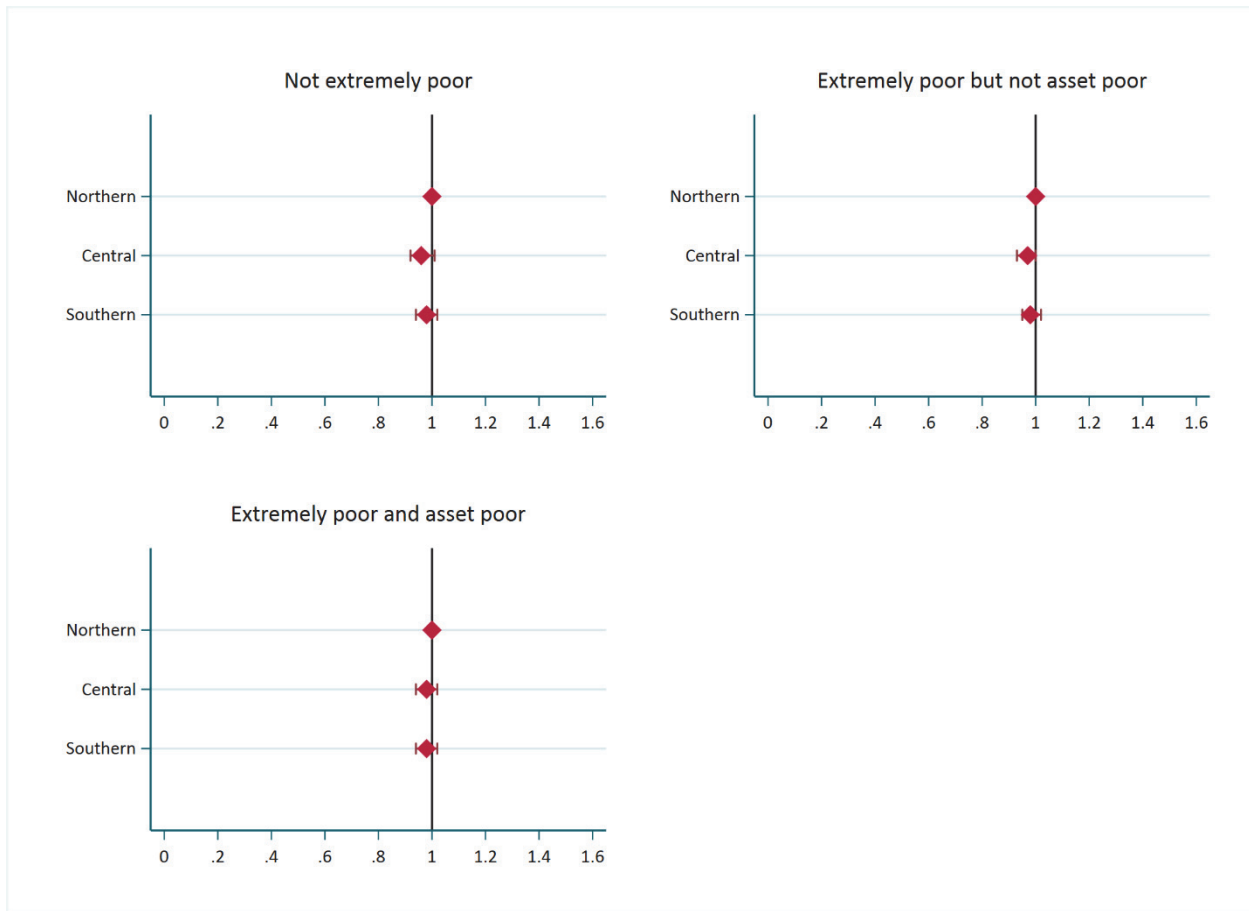 Not extremely poor
Northern
Central
Southern
0 .2 .4 .6 .8 1 1.2 1.4 1.6
Extremely poor but not asset poor
Northern
Central
Southern
0 .2 .4 .6 .8 1 1.2 1.4 1.6
Extremely poor and asset poor
Northern
Central
Southern
0 .2 .4 .6 .8 1 1.2 1.4 1.6